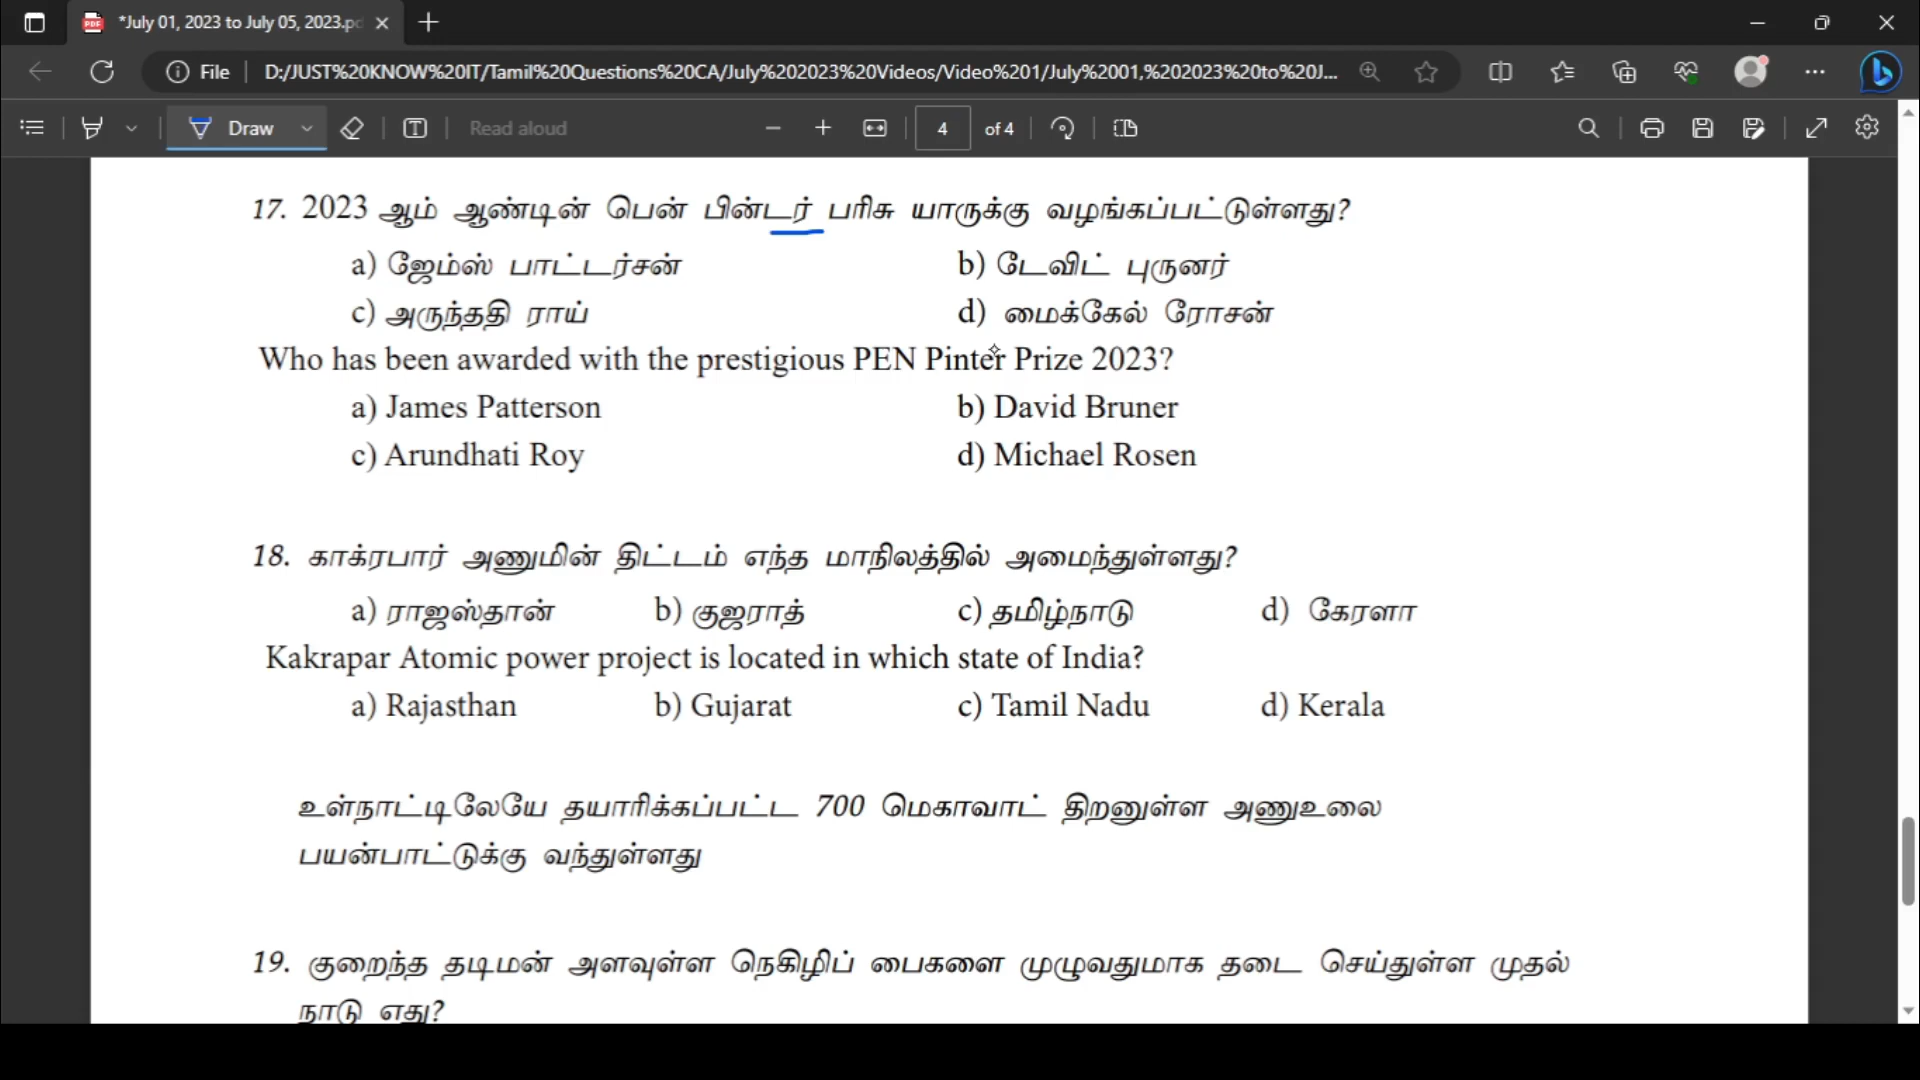 *July 01, 2023 to July 05, 2023.pd
File
D:/JUST%20KNOW%20IT/Tamil%20Questions%20CA/July%202023%20Videos/Video%201/July%2001,%202023%20to%20J...
Draw
Read aloud
4
of 4
17. 2023 ஆம் ஆண்டின் பென் பின்டர் பரிசு யாருக்கு வழங்கப்பட்டுள்ளது?
a) ஜேம்ஸ் பாட்டர்சன்
b) டேவிட் புருனர்
c) அருந்ததி ராய்
d) மைக்கேல் ரோசன்
Who has been awarded with the prestigious PEN Pinter Prize 2023?
a) James Patterson
b) David Bruner
c) Arundhati Roy
d) Michael Rosen
18. காக்ரபார் அணுமின் திட்டம் எந்த மாநிலத்தில் அமைந்துள்ளது?
a) ராஜஸ்தான் b) குஜராத் c) தமிழ்நாடு d) கேரளா
Kakrapar Atomic power project is located in which state of India?
a) Rajasthan b) Gujarat c) Tamil Nadu d) Kerala
உள்நாட்டிலேயே தயாரிக்கப்பட்ட 700 மெகாவாட் திறனுள்ள அணுஉலை
பயன்பாட்டுக்கு வந்துள்ளது
19. குறைந்த தடிமன் அளவுள்ள நெகிழிப் பைகளை முழுவதுமாக தடை செய்துள்ள முதல்
நாடு எது?